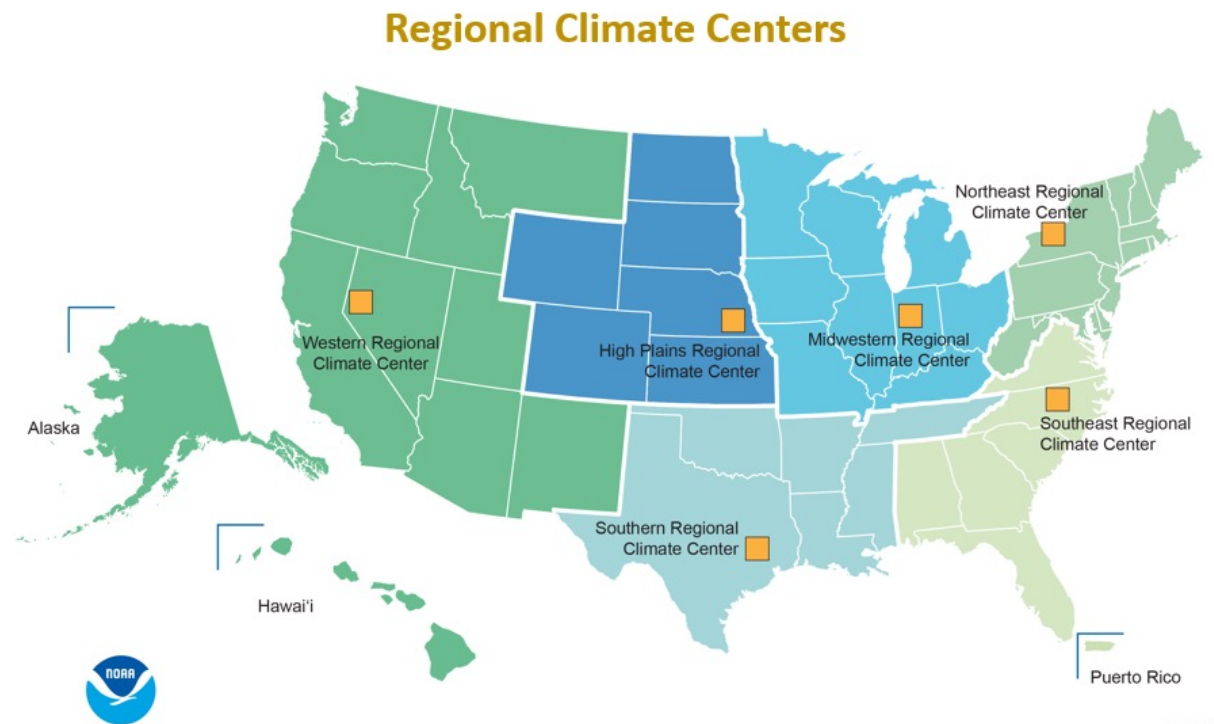 Regional Climate Centers
Northeast Regional
Climate Center
Western Regional
Climate Center
High Plains Regional
Climate Center
Midwestern Regional
Climate Center
Alaska
Southeast Regional
Climate Center
Southern Regional
Climate Center
Hawai‘i
Puerto Rico
NOAA